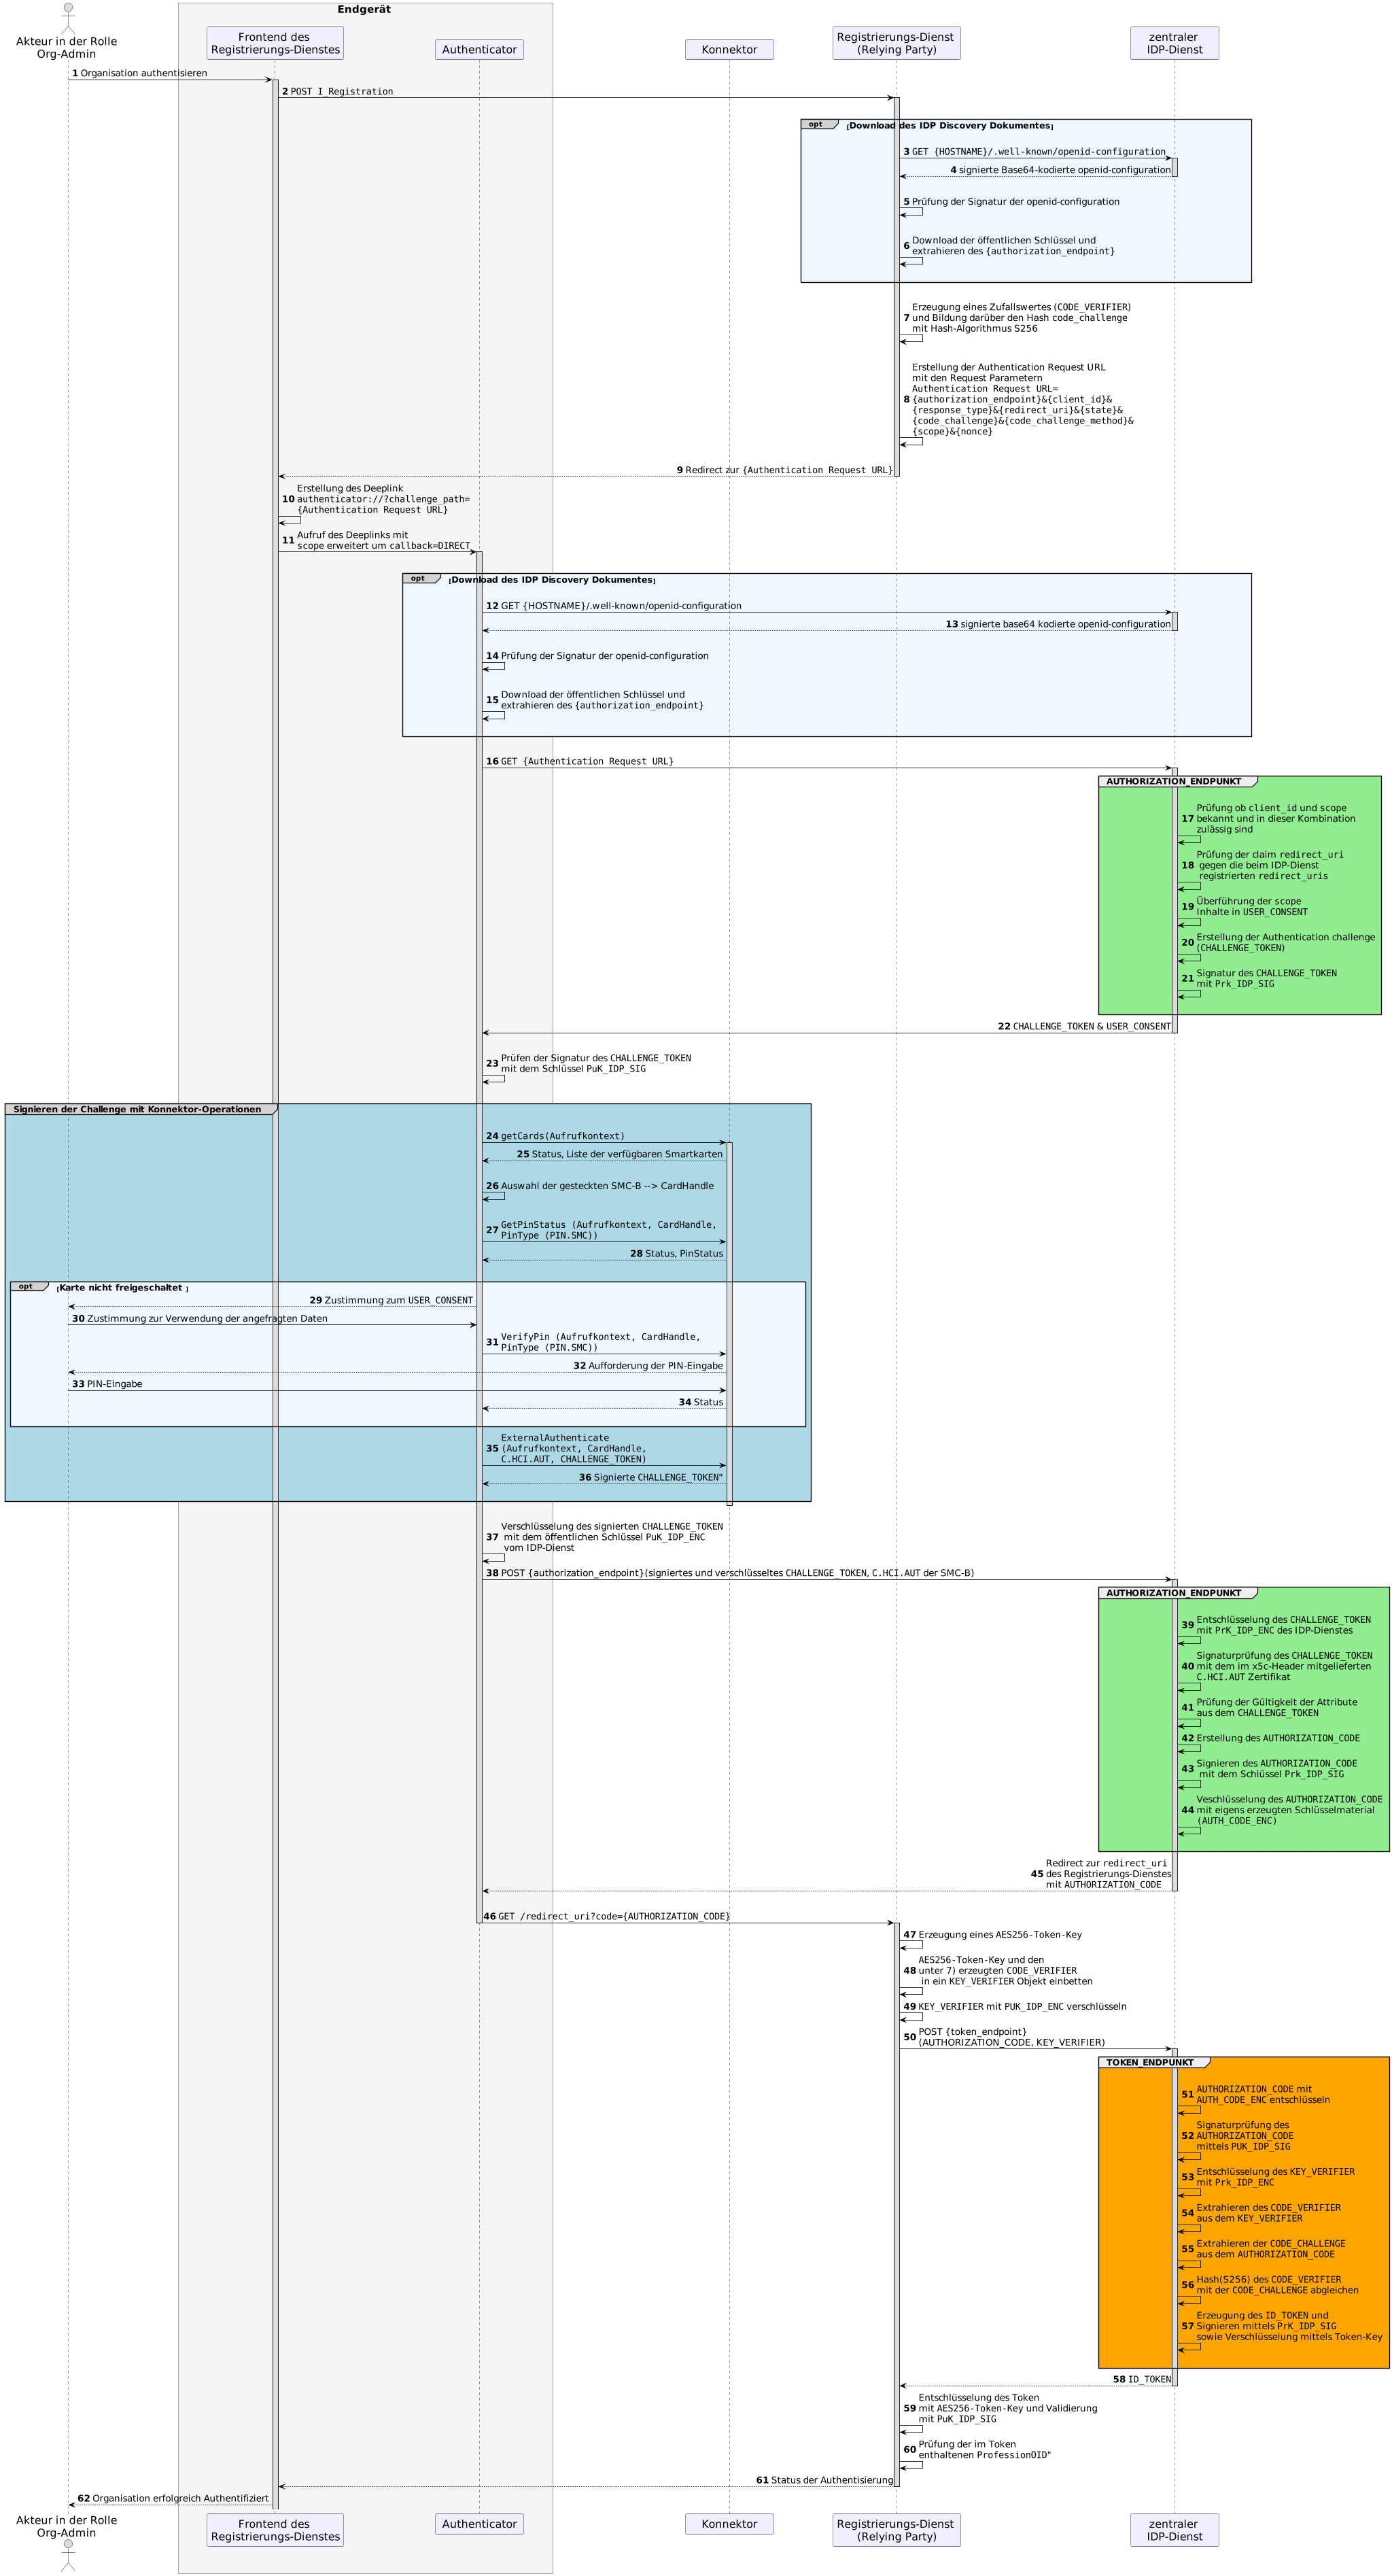 Endgerät
Akteur in der Rolle
Org-Admin
Frontend des
Registrierungs-Dienstes
Authenticator
Konnektor
Registrierungs-Dienst
(Relying Party)
zentraler
IDP-Dienst
1 Organisation authentisieren
2 POST I_Registration
opt [Download des IDP Discovery Dokumentes]
3 GET {HOSTNAME}/.well-known/openid-configuration
4 signierte Base64-kodierte openid-configuration
5 Prüfung der Signatur der openid-configuration
Download der öffentlichen Schlüssel und
6 extrahieren des {authorization_endpoint}
Erzeugung eines Zufallswertes (CODE_VERIFIER)
7 und Bildung darüber den Hash code_challenge
mit Hash-Algorithmus S256
Erstellung der Authentication Request URL
mit den Request Parametern
Authentication Request URL=
8 {authorization_endpoint}&{client_id}&
{response_type}&{redirect_uri}&{state}&
{code_challenge}&{code_challenge_method}&
{scope}&{nonce}
9 Redirect zur {Authentication Request URL}
Erstellung des Deeplink
10 authenticator://?challenge_path=
{Authentication Request URL}
Aufruf des Deeplinks mit
11 scope erweitert um callback=DIRECT
opt [Download des IDP Discovery Dokumentes]
12 GET {HOSTNAME}/.well-known/openid-configuration
13 signierte base64 kodierte openid-configuration
14 Prüfung der Signatur der openid-configuration
Download der öffentlichen Schlüssel und
15 extrahieren des {authorization_endpoint}
16 GET {Authentication Request URL}
AUTHORIZATION_ENDPUNKT
Prüfung ob client_id und scope
17 bekannt und in dieser Kombination
zulässig sind
Prüfung der claim redirect_uri
18 gegen die beim IDP-Dienst
registrierten redirect_uris
Überführung der scope
19 Inhalte in USER_CONSENT
20 Erstellung der Authentication challenge
(CHALLENGE_TOKEN)
21 Signatur des CHALLENGE_TOKEN
mit Prk_IDP_SIG
22 CHALLENGE_TOKEN & USER_CONSENT
23 Prüfen der Signatur des CHALLENGE_TOKEN
mit dem Schlüssel PuK_IDP_SIG
Signieren der Challenge mit Konnektor-Operationen
24 getCards(Aufrufkontext)
25 Status, Liste der verfügbaren Smartkarten
26 Auswahl der gesteckten SMC-B --> CardHandle
27 GetPinStatus (Aufrufkontext, CardHandle,
PinType (PIN.SMC))
28 Status, PinStatus
opt [Karte nicht freigeschaltet ]
29 Zustimmung zum USER_CONSENT
30 Zustimmung zur Verwendung der angefragten Daten
31 VerifyPin (Aufrufkontext, CardHandle,
PinType (PIN.SMC))
32 Aufforderung der PIN-Eingabe
33 PIN-Eingabe
34 Status
ExternalAuthenticate
35 (Aufrufkontext, CardHandle,
C.HCI.AUT, CHALLENGE_TOKEN)
36 Signierte CHALLENGE_TOKEN"
Verschlüsselung des signierten CHALLENGE_TOKEN
37 mit dem öffentlichen Schlüssel PuK_IDP_ENC
vom IDP-Dienst
38 POST {authorization_endpoint}(signiertes und verschlüsseltes CHALLENGE_TOKEN, C.HCI.AUT der SMC-B)
AUTHORIZATION_ENDPUNKT
39 Entschlüsselung des CHALLENGE_TOKEN
mit PrK_IDP_ENC des IDP-Dienstes
Signaturprüfung des CHALLENGE_TOKEN
40 mit dem im x5c-Header mitgelieferten
C.HCI.AUT Zertifikat
41 Prüfung der Gültigkeit der Attribute
aus dem CHALLENGE_TOKEN
42 Erstellung des AUTHORIZATION_CODE
43 Signieren des AUTHORIZATION_CODE
mit dem Schlüssel Prk_IDP_SIG
Veschlüsselung des AUTHORIZATION_CODE
44 mit eigens erzeugten Schlüsselmaterial
(AUTH_CODE_ENC)
Redirect zur redirect_uri
45 des Registrierungs-Dienstes
mit AUTHORIZATION_CODE
46 GET /redirect_uri?code={AUTHORIZATION_CODE}
47 Erzeugung eines AES256-Token-Key
AES256-Token-Key und den
48 unter 7) erzeugten CODE_VERIFIER
in ein KEY_VERIFIER Objekt einbetten
49 KEY_VERIFIER mit PUK_IDP_ENC verschlüsseln
50 POST {token_endpoint}
(AUTHORIZATION_CODE, KEY_VERIFIER)
TOKEN_ENDPUNKT
51 AUTHORIZATION_CODE mit
AUTH_CODE_ENC entschlüsseln
Signaturprüfung des
52 AUTHORIZATION_CODE
mittels PUK_IDP_SIG
53 Entschlüsselung des KEY_VERIFIER
mit Prk_IDP_ENC
54 Extrahieren des CODE_VERIFIER
aus dem KEY_VERIFIER
55 Extrahieren der CODE_CHALLENGE
aus dem AUTHORIZATION_CODE
56 Hash(S256) des CODE_VERIFIER
mit der CODE_CHALLENGE abgleichen
Erzeugung des ID_TOKEN und
57 Signieren mittels PrK_IDP_SIG
sowie Verschlüsselung mittels Token-Key
58 ID_TOKEN
Entschlüsselung des Token
59 mit AES256-Token-Key und Validierung
mit PuK_IDP_SIG
60 Prüfung der im Token
enthaltenen ProfessionOID"
61 Status der Authentisierung
62 Organisation erfolgreich Authentifiziert
Akteur in der Rolle
Org-Admin
Frontend des
Registrierungs-Dienstes
Authenticator
Konnektor
Registrierungs-Dienst
(Relying Party)
zentraler
IDP-Dienst